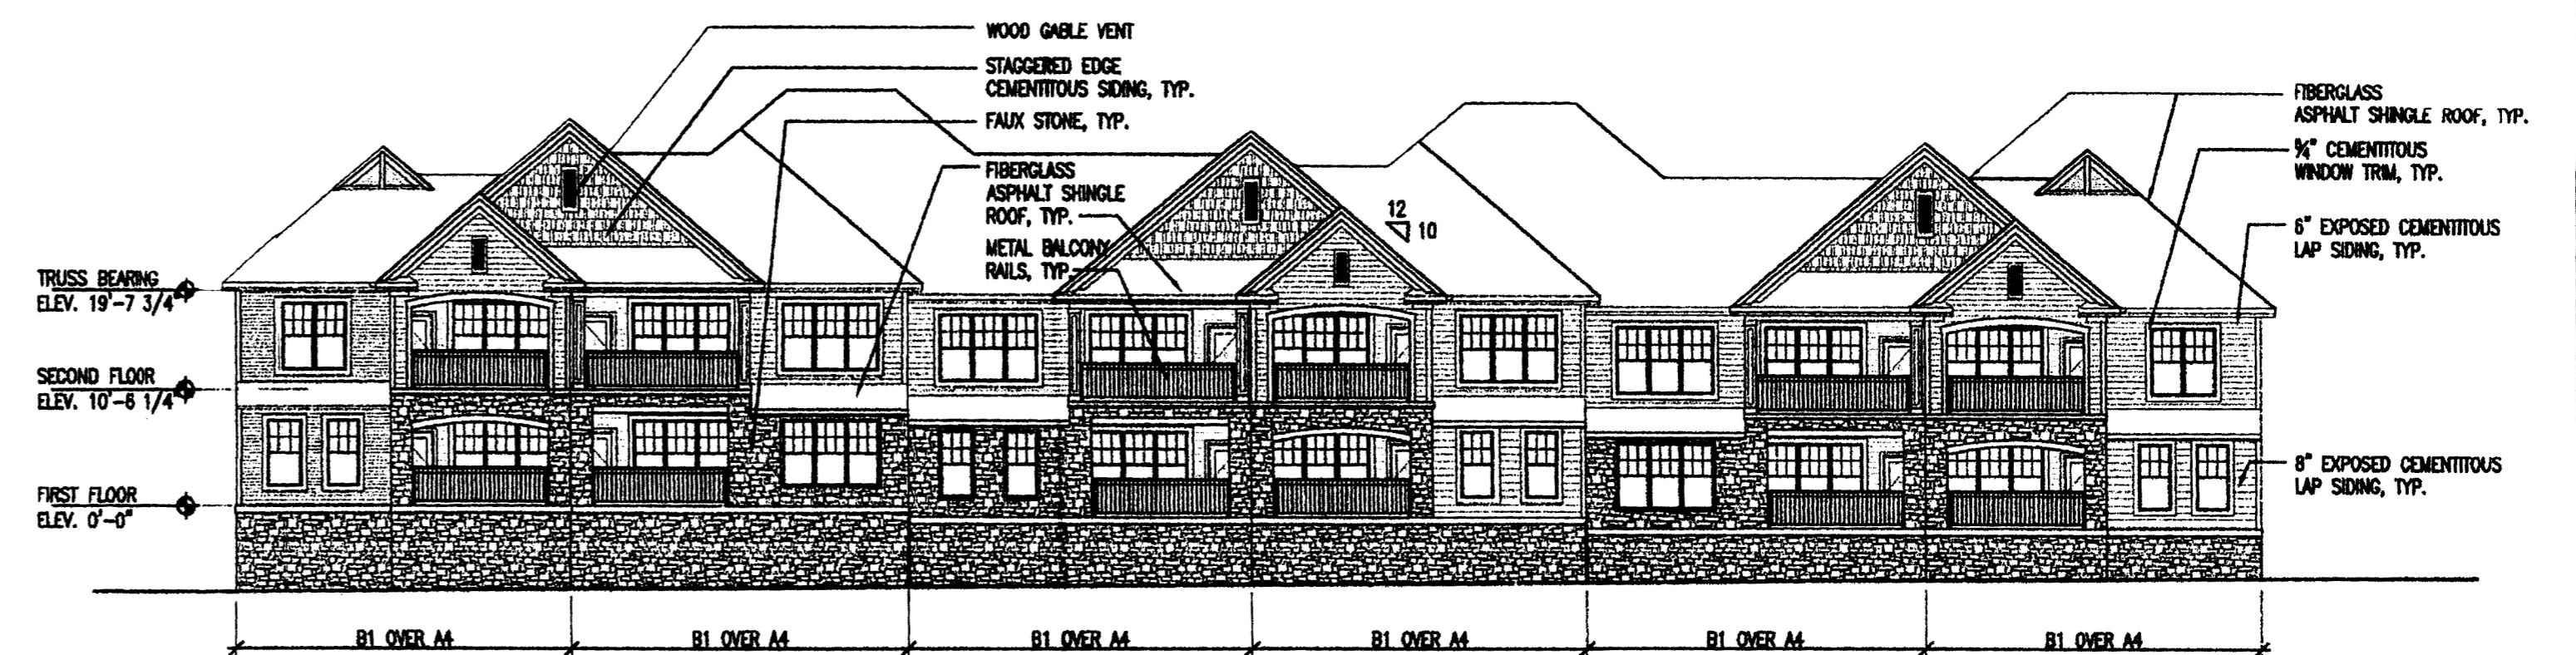 WOOD GABLE VENT
STAGGERED EDGE
CEMENTITOUS SIDING, TYP.
FAUX STONE, TYP.
FIBERGLASS
ASPHALT SHINGLE
ROOF, TYP.
METAL BALCONY
RAILS, TYP.
12
10
FIBERGLASS
ASPHALT SHINGLE ROOF, TYP.
5/4" CEMENTITOUS
WINDOW TRIM, TYP.
6" EXPOSED CEMENTITOUS
LAP SIDING, TYP.
8" EXPOSED CEMENTITOUS
LAP SIDING, TYP.
TRUSS BEARING
ELEV. 19'-7 3/4"
SECOND FLOOR
ELEV. 10'-6 1/4"
FIRST FLOOR
ELEV. 0'-0"
B1 OVER A4
B1 OVER A4
B1 OVER A4
B1 OVER A4
B1 OVER A4
B1 OVER A4